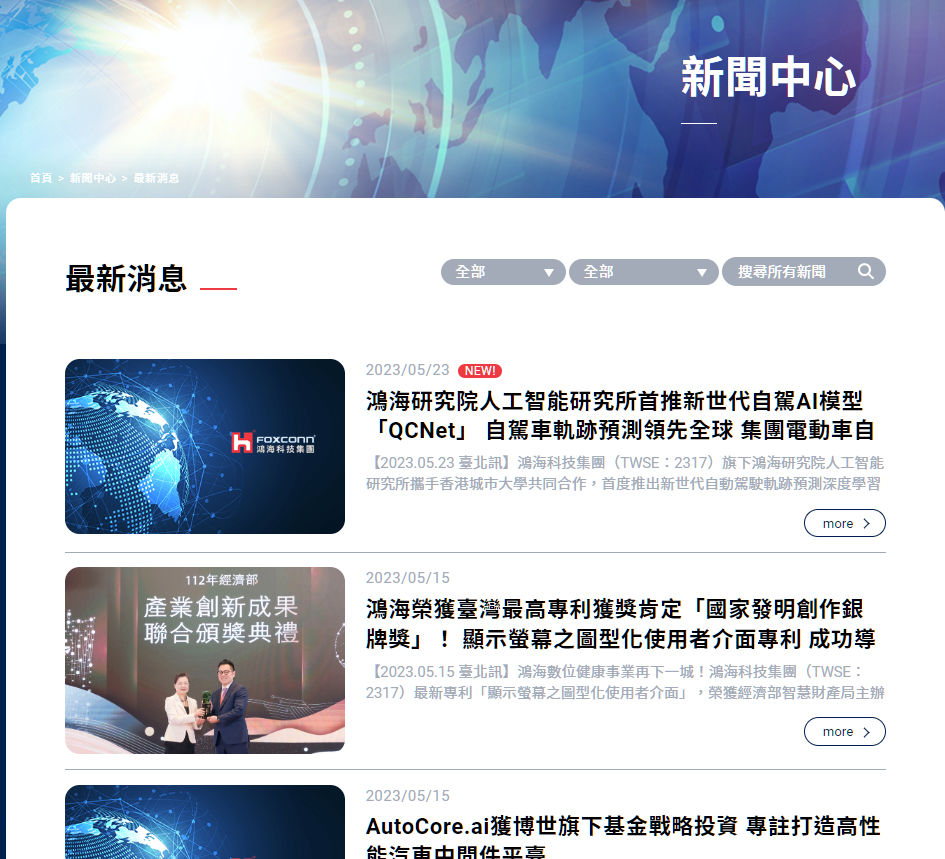 新聞中心
首頁 > 新聞中心 > 最新消息
最新消息
全部
全部
搜尋所有新聞
2023/05/23 NEW!
鴻海研究院人工智能研究所首推新世代自駕AI模型
「QCNet」 自駕車軌跡預測領先全球 集團電動車自
【2023.05.23 臺北訊】鴻海科技集團（TWSE：2317）旗下鴻海研究院人工智能
研究所攜手香港城市大學共同合作，首度推出新世代自動駕駛軌跡預測深度學習
FOXCONN®
鴻海科技集團
more
2023/05/15
鴻海榮獲臺灣最高專利獲獎肯定「國家發明創作銀
牌獎」！ 顯示螢幕之圖型化使用者介面專利 成功導
【2023.05.15 臺北訊】鴻海數位健康事業再下一城！鴻海科技集團（TWSE：
2317）最新專利「顯示螢幕之圖型化使用者介面」，榮獲經濟部智慧財產局主辦
112年經濟部
產業創新成果
聯合頒獎典禮
more
2023/05/15
AutoCore.ai獲博世旗下基金戰略投資 專註打造高性
能汽車中間件平臺